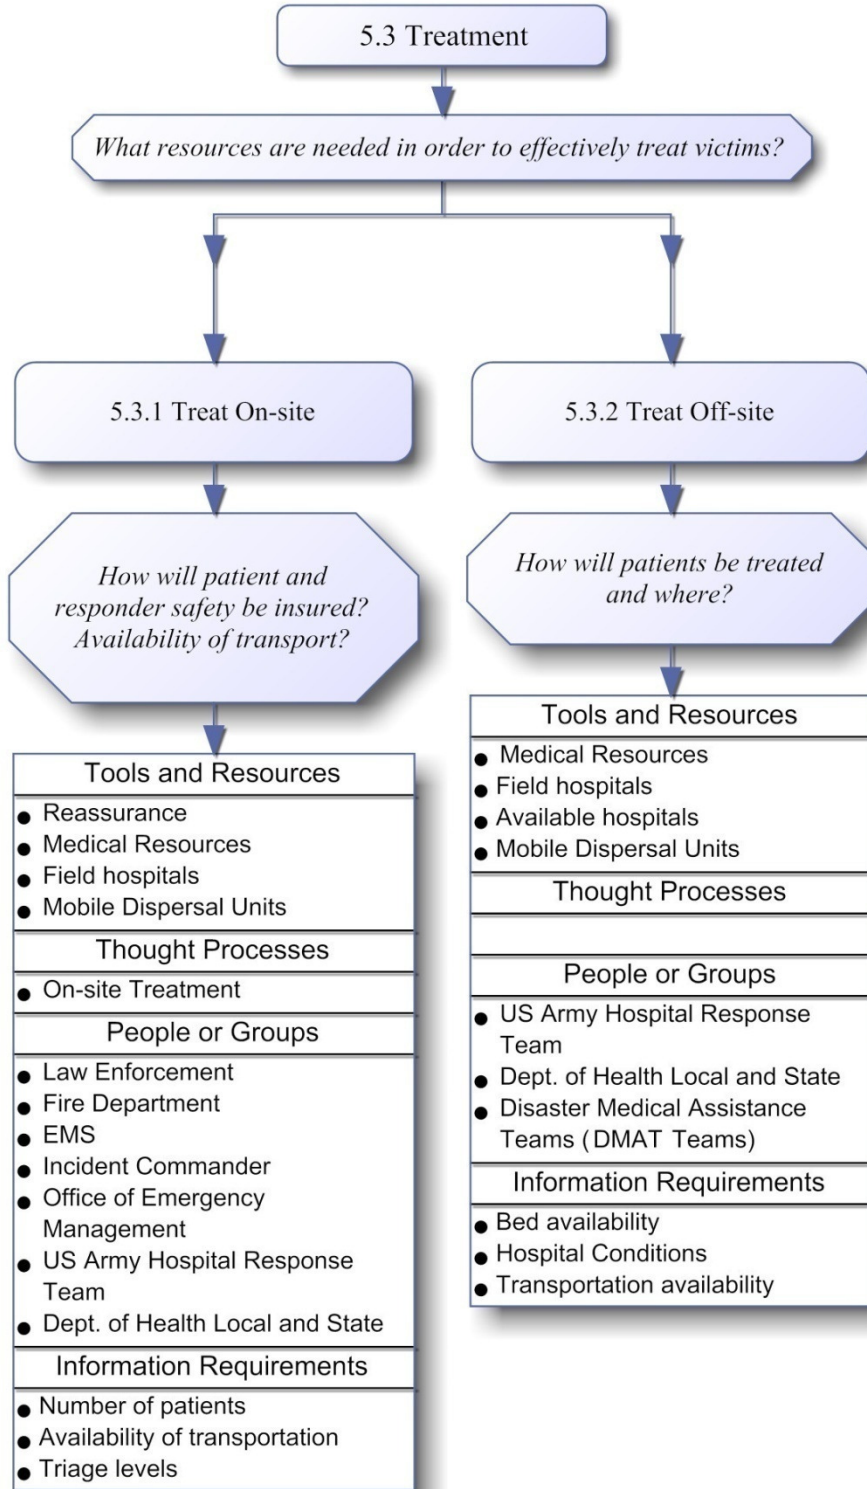 5.3 Treatment
What resources are needed in order to effectively treat victims?
5.3.1 Treat On-site
How will patient and
responder safety be insured?
Availability of transport?
Tools and Resources
● Reassurance
● Medical Resources
● Field hospitals
● Mobile Dispersal Units
Thought Processes
● On-site Treatment
People or Groups
● Law Enforcement
● Fire Department
● EMS
● Incident Commander
● Office of Emergency
Management
● US Army Hospital Response
Team
● Dept. of Health Local and State
Information Requirements
● Number of patients
● Availability of transportation
● Triage levels
5.3.2 Treat Off-site
How will patients be treated
and where?
Tools and Resources
● Medical Resources
● Field hospitals
● Available hospitals
● Mobile Dispersal Units
Thought Processes
People or Groups
● US Army Hospital Response
Team
● Dept. of Health Local and State
● Disaster Medical Assistance
Teams (DMAT Teams)
Information Requirements
● Bed availability
● Hospital Conditions
● Transportation availability